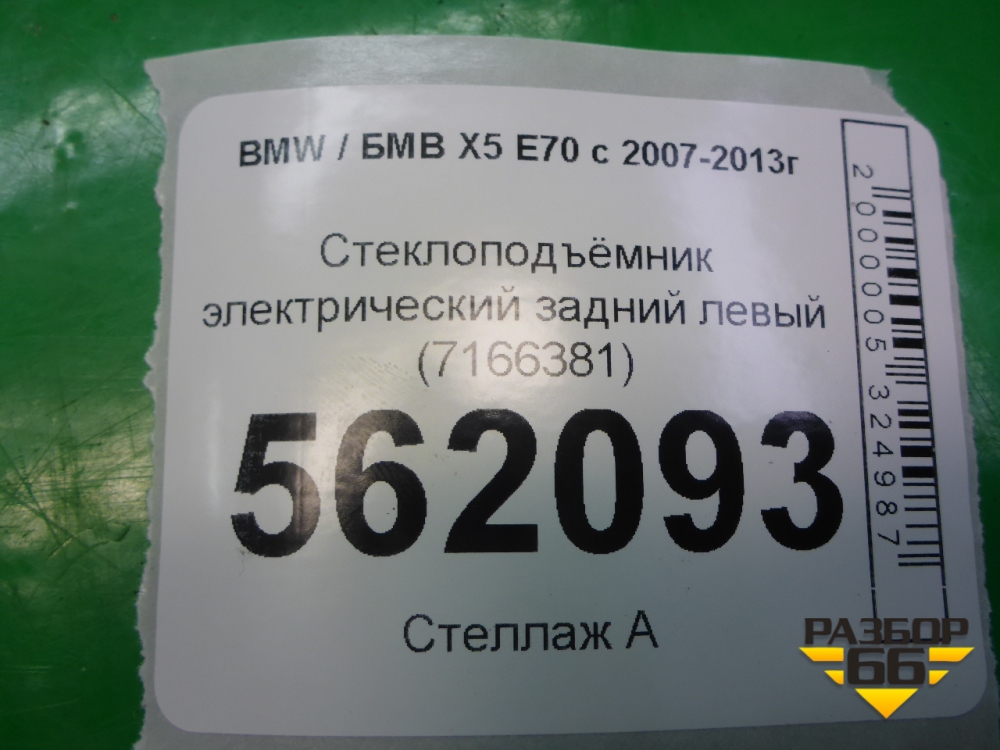 BMW / БМВ X5 E70 с 2007-2013г
Стеклоподъёмник
электрический задний левый
(7166381)
562093
Стеллаж А
2000005324987
РАЗБОР
66